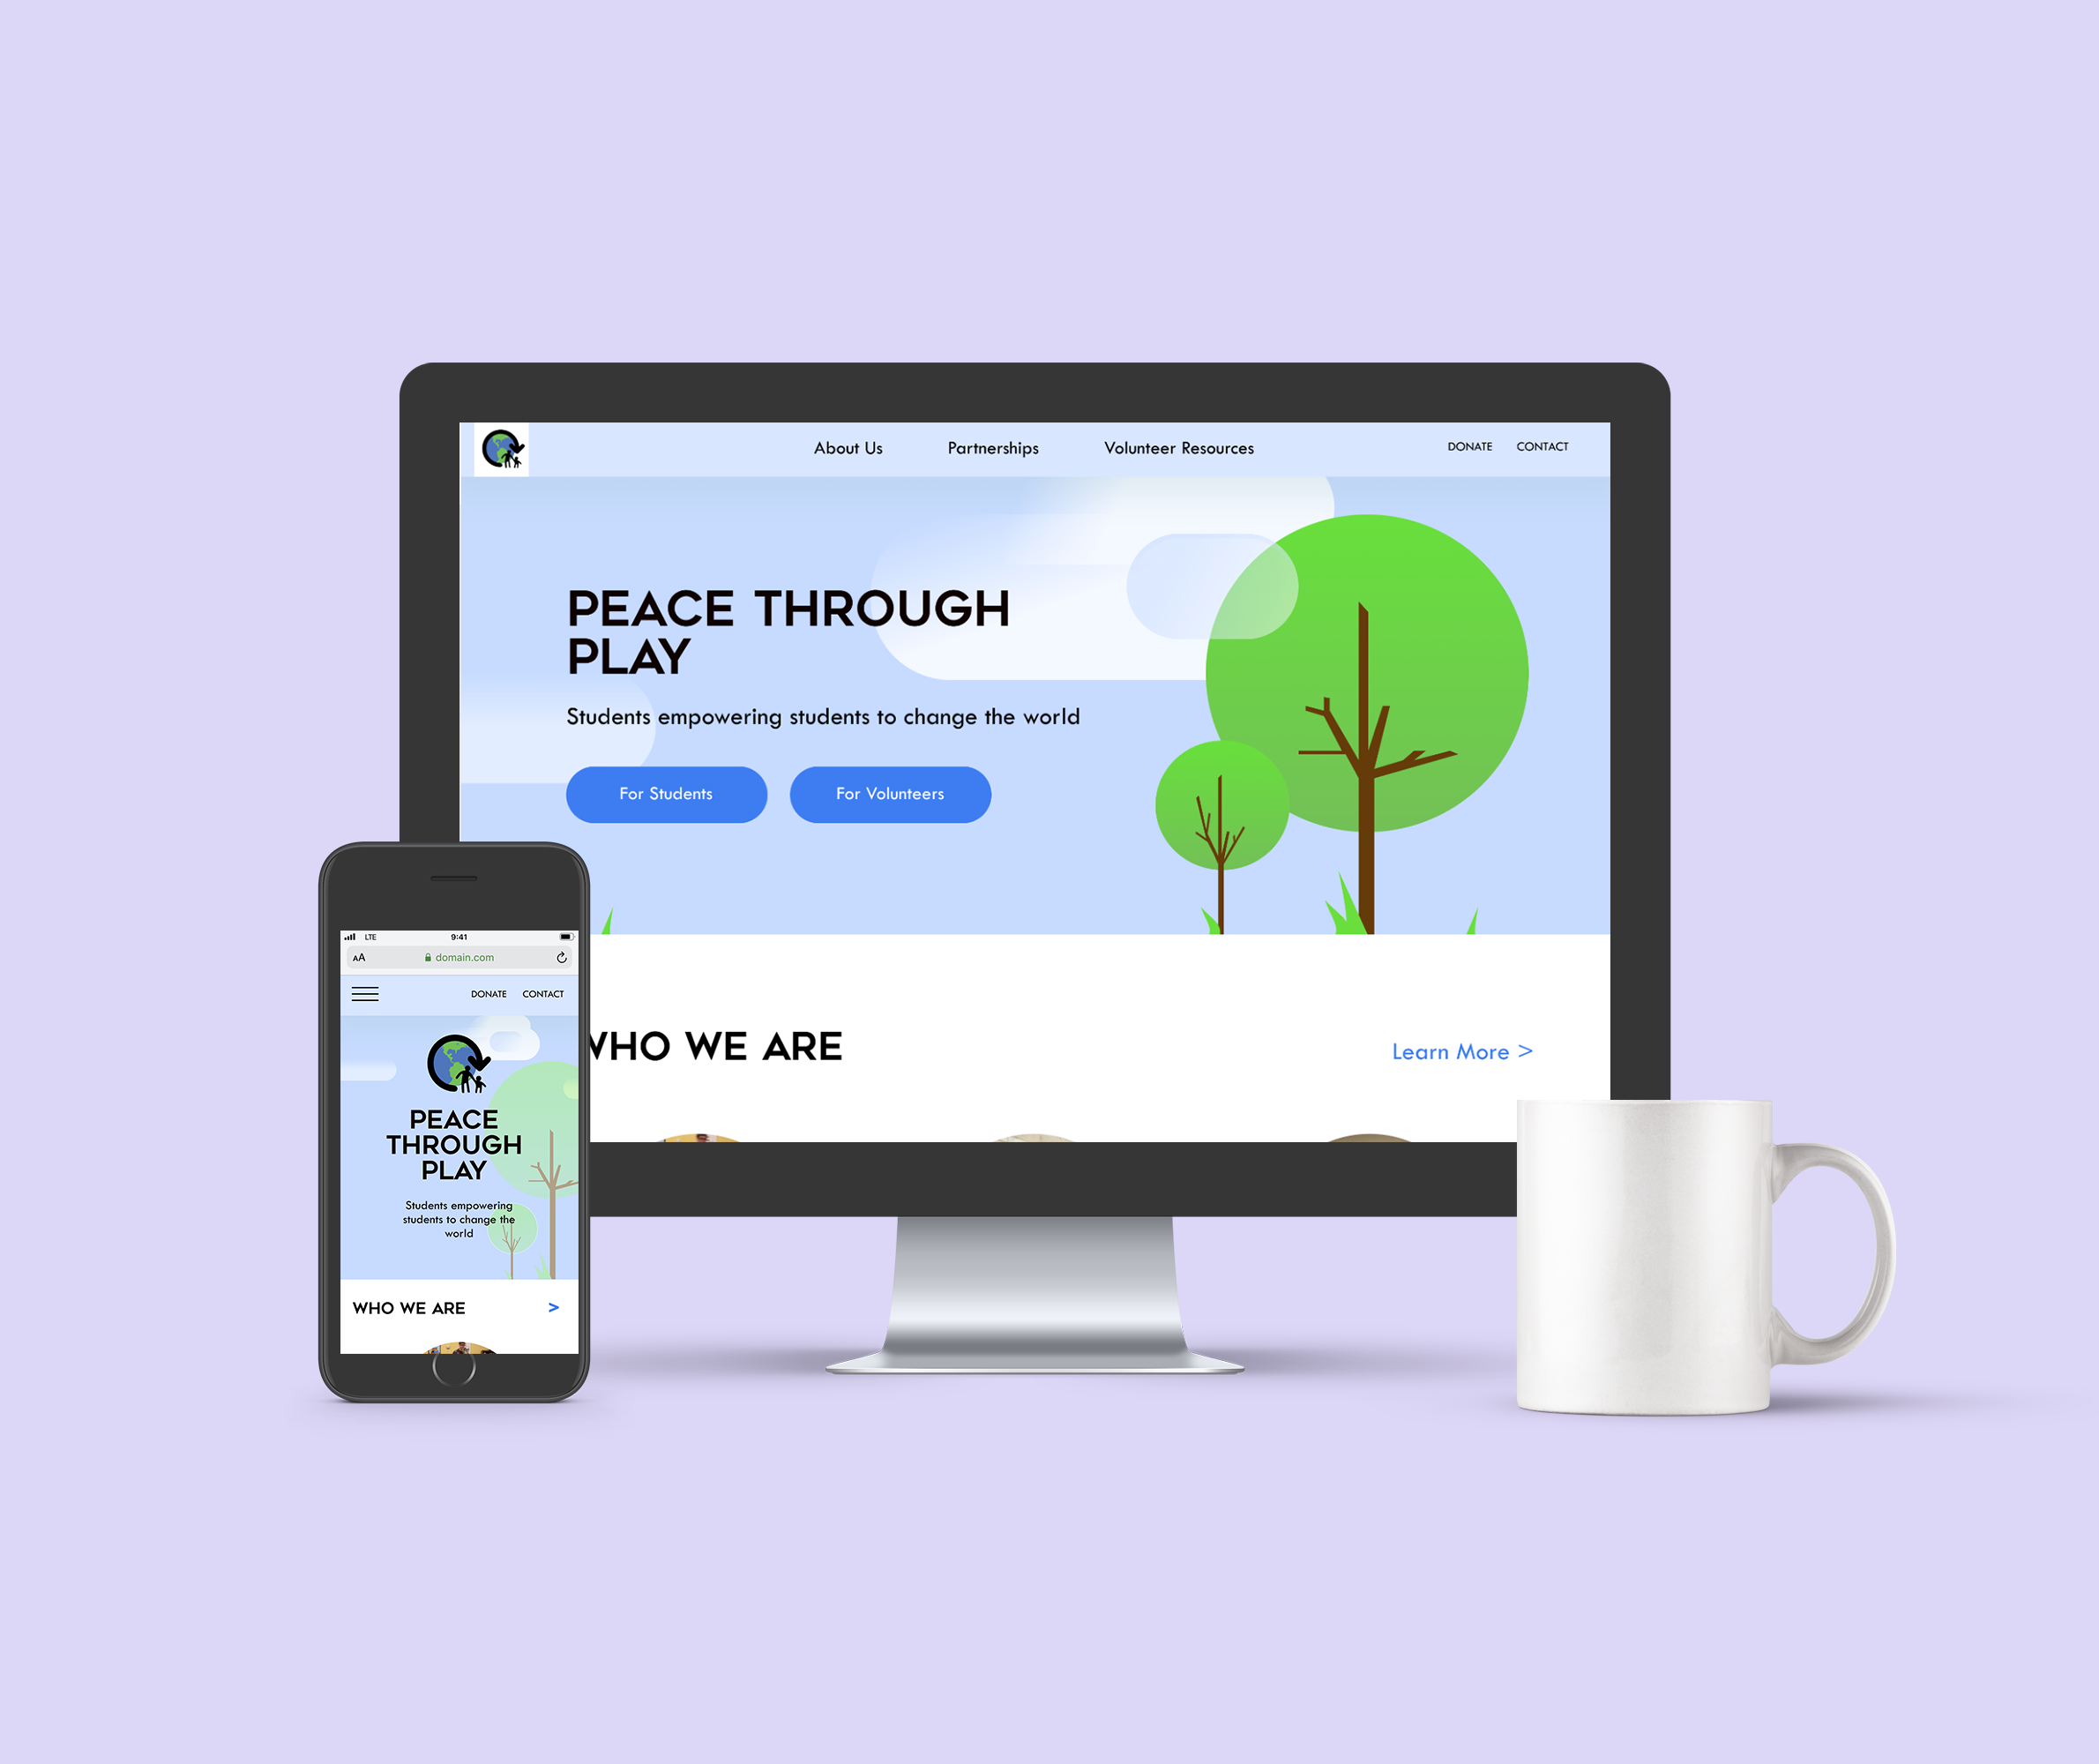 About Us
Partnerships
Volunteer Resources
DONATE
CONTACT
PEACE THROUGH
PLAY
Students empowering students to change the world
For Students
For Volunteers
WHO WE ARE
Learn More >
LTE
9:41
AA
domain.com
DONATE
CONTACT
PEACE
THROUGH
PLAY
Students empowering
students to change the
world
WHO WE ARE
>